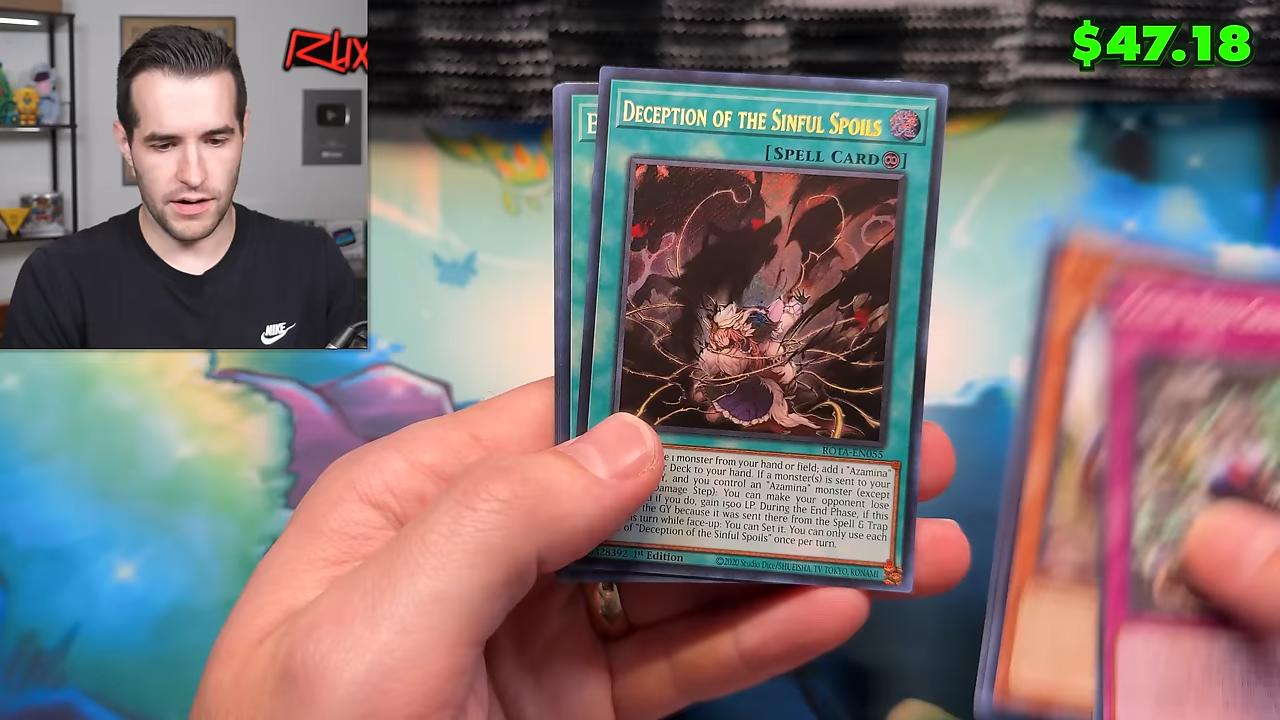 $47.18
NIKE
DECEPTION OF THE SINFUL SPOILS
[SPELL CARD]
ROTA-EN055
1 monster from your hand or field; add 1 "Azamina"
Deck to your hand. If a monster(s) is sent to your
, and you control an "Azamina" monster (except
Damage Step): You can make your opponent lose
if you do, gain 1500 LP. During the End Phase, if this
the GY because it was sent there from the Spell & Trap
turn while face-up: You can Set it. You can only use each
of "Deception of the Sinful Spoils" once per turn.
328392 1st Edition
©2020 Studio Dice/SHUEISHA, TV TOKYO, KONAMI